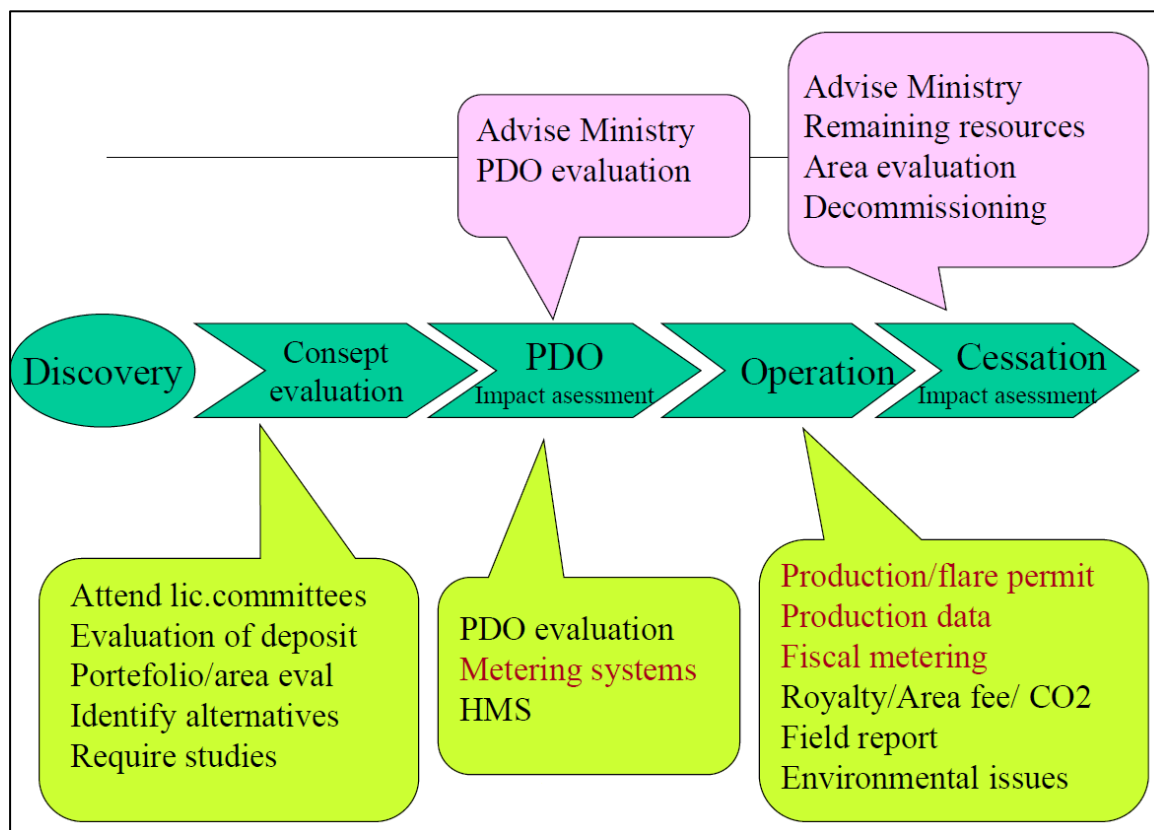 Advise Ministry
PDO evaluation
Advise Ministry
Remaining resources
Area evaluation
Decommissioning
Discovery
Consept
evaluation
PDO
Impact asessment
Operation
Cessation
Impact asessment
Attend lic.committees
Evaluation of deposit
Portefolio/area eval
Identify alternatives
Require studies
PDO evaluation
Metering systems
HMS
Production/flare permit
Production data
Fiscal metering
Royalty/Area fee/ CO2
Field report
Environmental issues